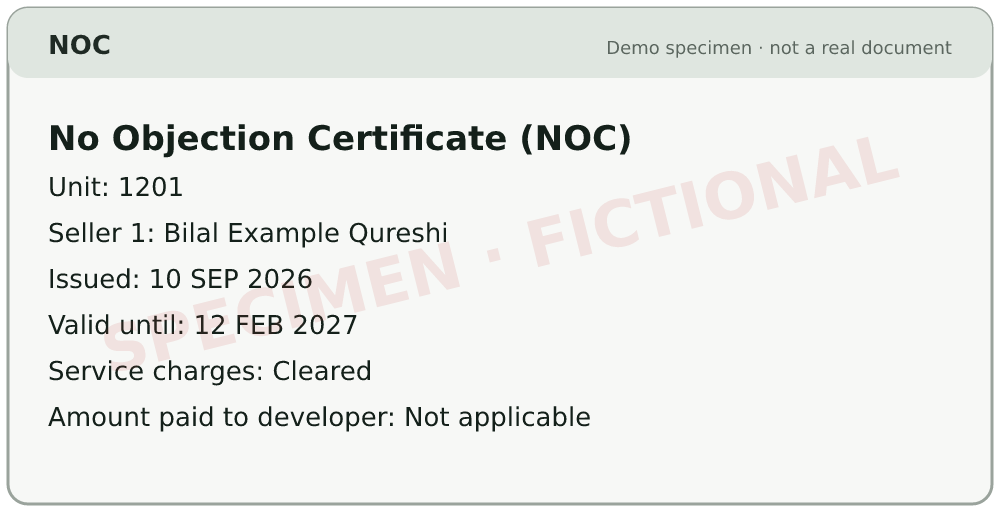 NOC
Demo specimen · not a real document
No Objection Certificate (NOC)
Unit: 1201
Seller 1: Bilal Example Qureshi
Issued: 10 SEP 2026
Valid until: 12 FEB 2027
Service charges: Cleared
Amount paid to developer: Not applicable
SPECIMEN · FICTIONAL